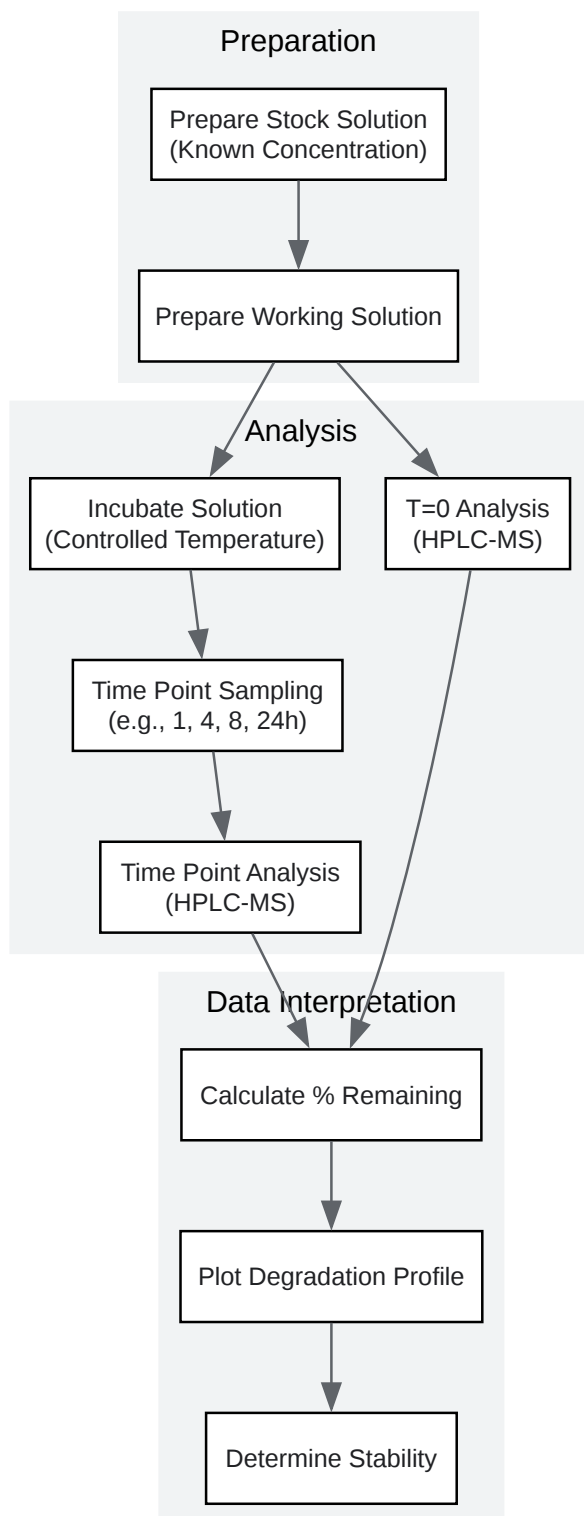 Preparation
Prepare Stock Solution
(Known Concentration)
Prepare Working Solution
Analysis
Incubate Solution
(Controlled Temperature)
T=0 Analysis
(HPLC-MS)
Time Point Sampling
(e.g., 1, 4, 8, 24h)
Time Point Analysis
(HPLC-MS)
Data Interpretation
Calculate % Remaining
Plot Degradation Profile
Determine Stability